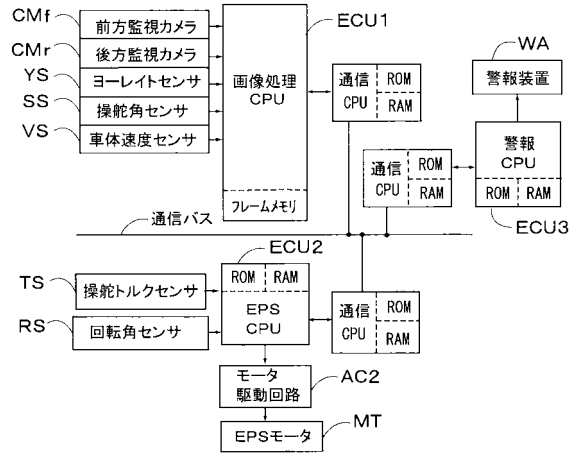 CMf 前方監視カメラ
CMr 後方監視カメラ
YS ヨーレイトセンサ
SS 操舵角センサ
VS 車体速度センサ
ECU1
画像処理
CPU
フレームメモリ
通信
CPU
ROM
RAM
WA
警報装置
通信
CPU
ROM
RAM
警報
CPU
ROM RAM
ECU3
通信バス
ECU2
TS 操舵トルクセンサ
RS 回転角センサ
ROM RAM
EPS
CPU
通信
CPU
ROM
RAM
モータ
駆動回路
AC2
EPSモータ
MT